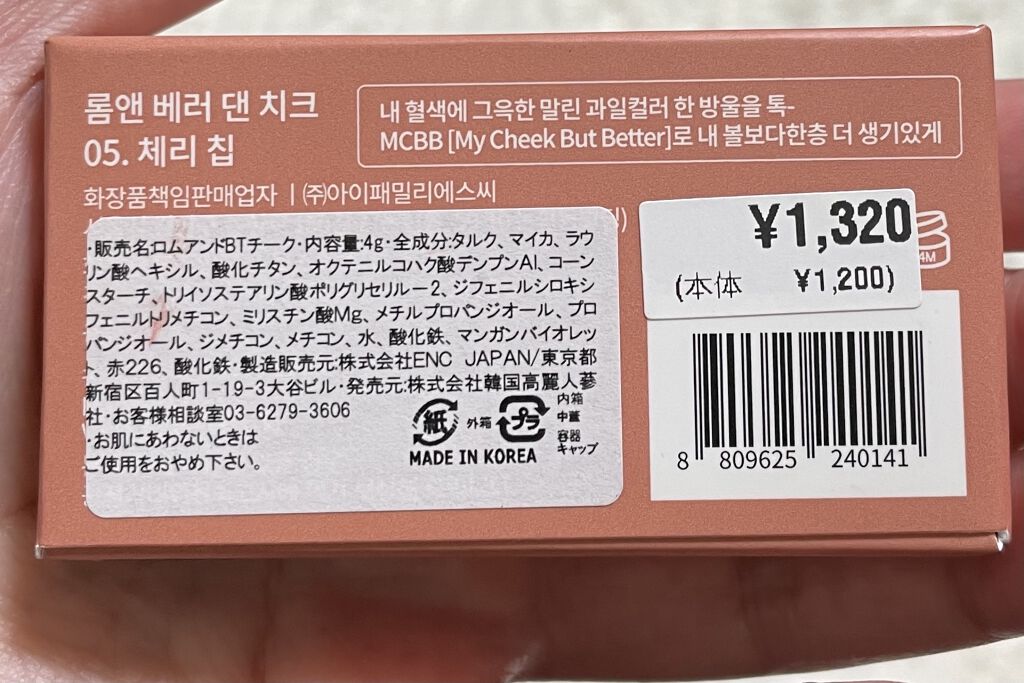 롬앤 베러 댄 치크
05. 체리 칩
내 혈색에 그윽한 말린 과일컬러 한 방울을 톡-
MCBB [My Cheek But Better]로 내 볼보다한층 더 생기있게
화장품책임판매업자 ㅣ㈜아이패밀리에스씨
・販売名:ロムアンドBTチーク・内容量:4g・全成分:タルク、マイカ、ラウ
リン酸ヘキシル、酸化チタン、オクテニルコハク酸デンプンAl、コーン
スターチ、トリイソステアリン酸ポリグリセリル－2、ジフェニルシロキシ
フェニルトリメチコン、ミリスチン酸Mg、メチルプロパンジオール、プロ
パンジオール、ジメチコン、メチコン、水、酸化鉄、マンガンバイオレッ
ト、赤226、酸化鉄・製造販売元:株式会社ENC JAPAN/東京都
新宿区百人町1-19-3大谷ビル・発売元:株式会社韓国高麗人蔘
社・お客様相談室03-6279-3606
・お肌にあわないときは
ご使用をおやめ下さい。
紙 外箱 プラ 内箱
中蓋
容器
キャップ
MADE IN KOREA
¥1,320
(本体 ¥1,200)
4M
8 809625 240141